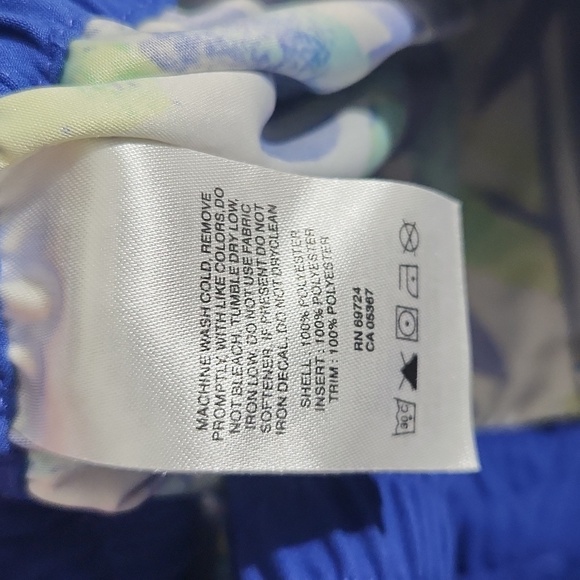 MACHINE WASH COLD, REMOVE
PROMPTLY, WITH LIKE COLORS, DO
NOT BLEACH, TUMBLE DRY LOW,
IRON LOW, DO NOT USE FABRIC
SOFTENER, IF PRESENT DO NOT
IRON DECAL, DO NOT DRYCLEAN
SHELL : 100% POLYESTER
INSERT : 100% POLYESTER
TRIM : 100% POLYESTER
RN 69724
CA 05367